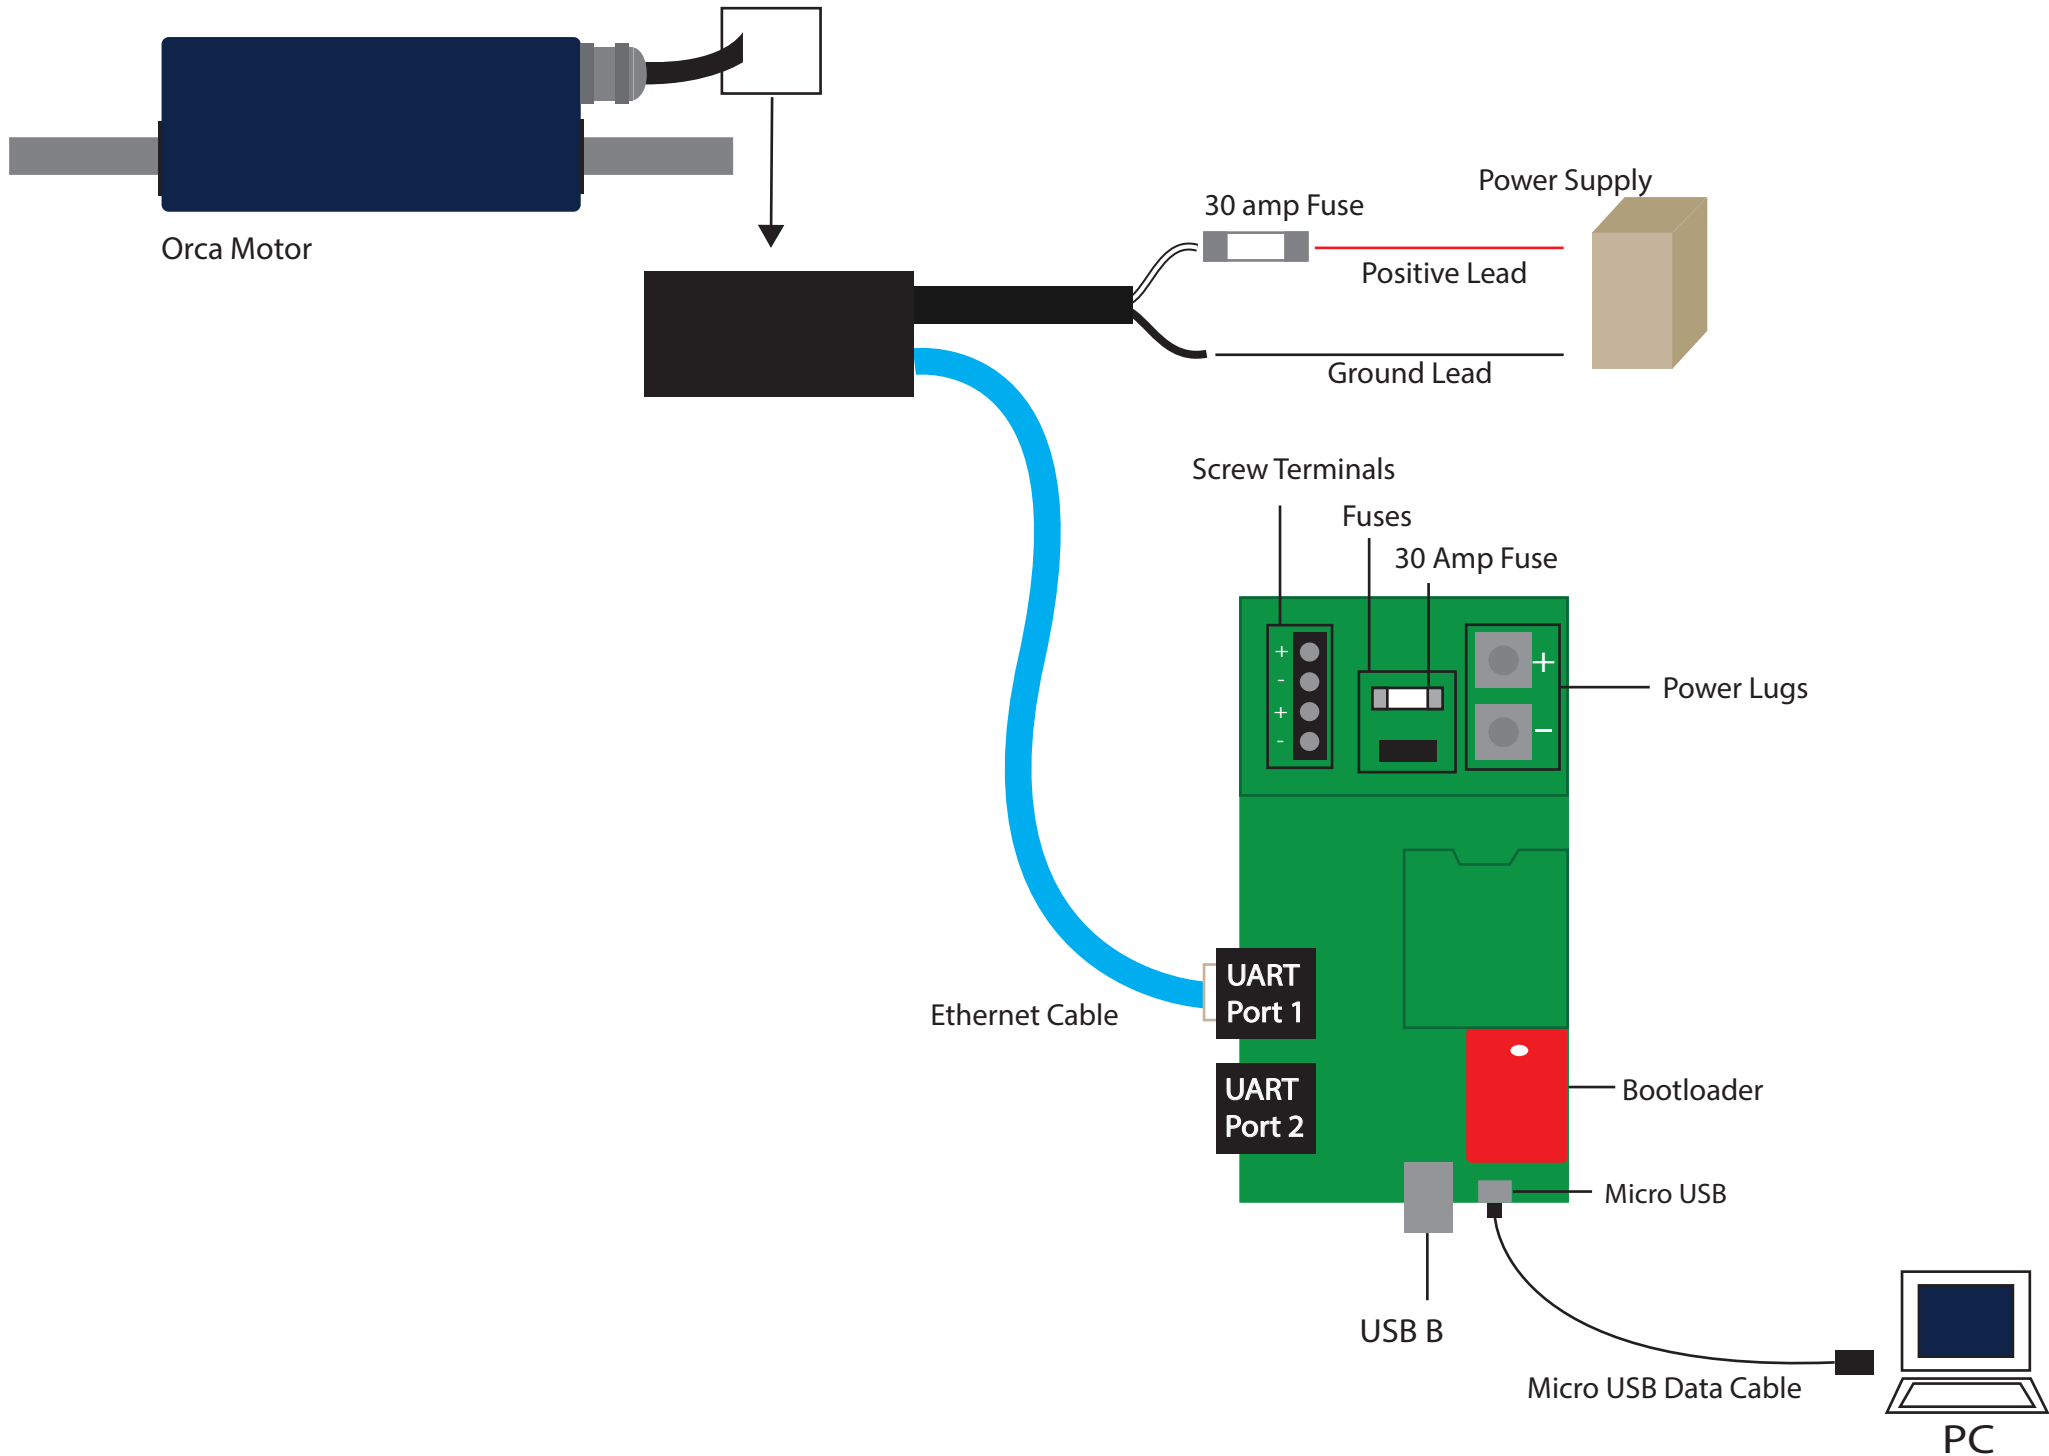 Orca Motor
Power Supply
30 amp Fuse
Positive Lead
Ground Lead
Screw Terminals
Fuses
30 Amp Fuse
+
-
+
-
+
–
Power Lugs
Ethernet Cable
UART
Port 1
UART
Port 2
Bootloader
Micro USB
USB B
Micro USB Data Cable
PC